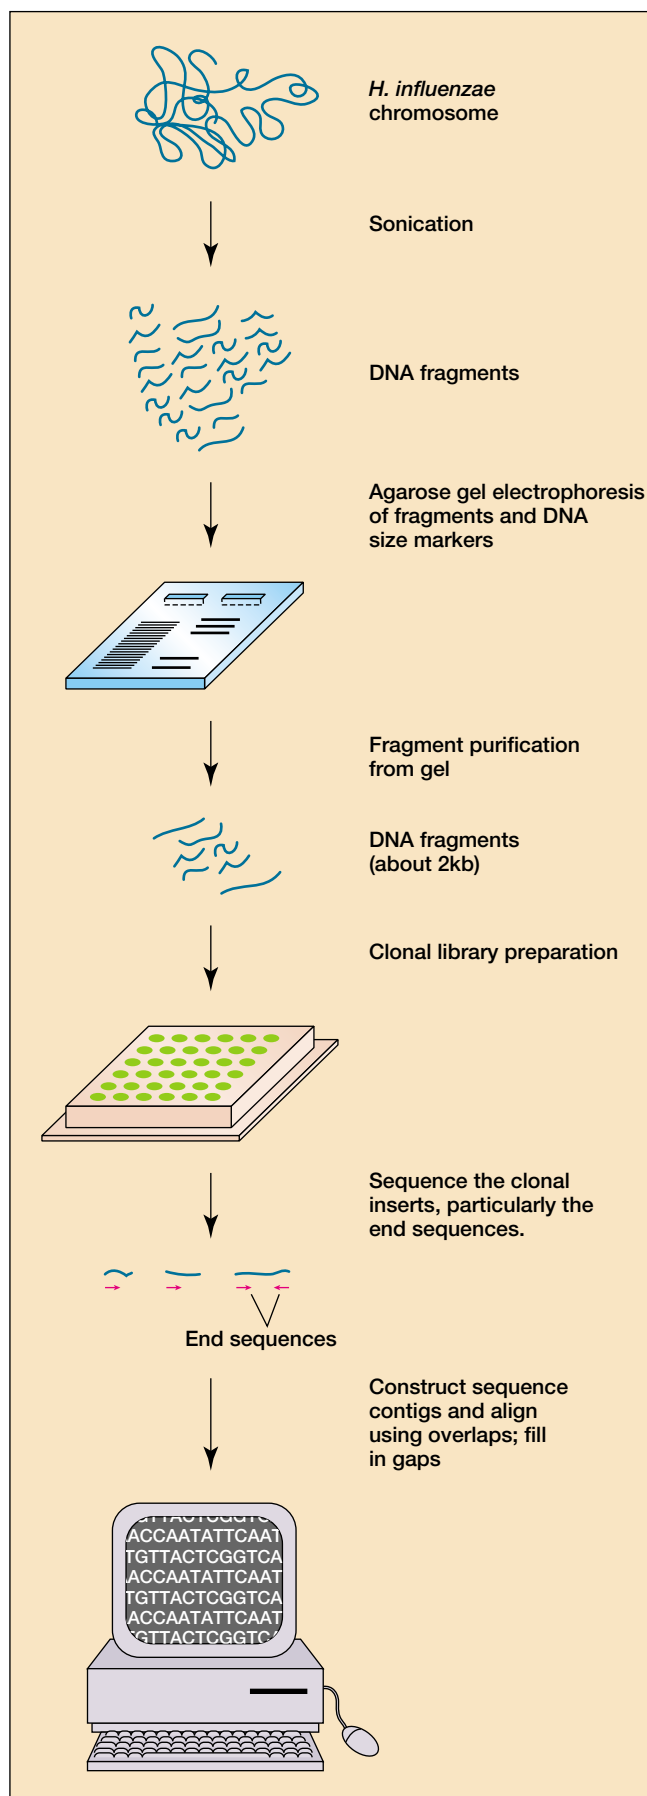 H. influenzae
chromosome
Sonication
DNA fragments
Agarose gel electrophoresis
of fragments and DNA
size markers
Fragment purification
from gel
DNA fragments
(about 2kb)
Clonal library preparation
Sequence the clonal
inserts, particularly the
end sequences.
End sequences
Construct sequence
contigs and align
using overlaps; fill
in gaps
GTTACTCGGTC
ACCAATATTCAAT
TGTTACTCGGTCA
ACCAATATTCAAT
TGTTACTCGGTCA
ACCAATATTCAAT
TGTTACTCGGTCA